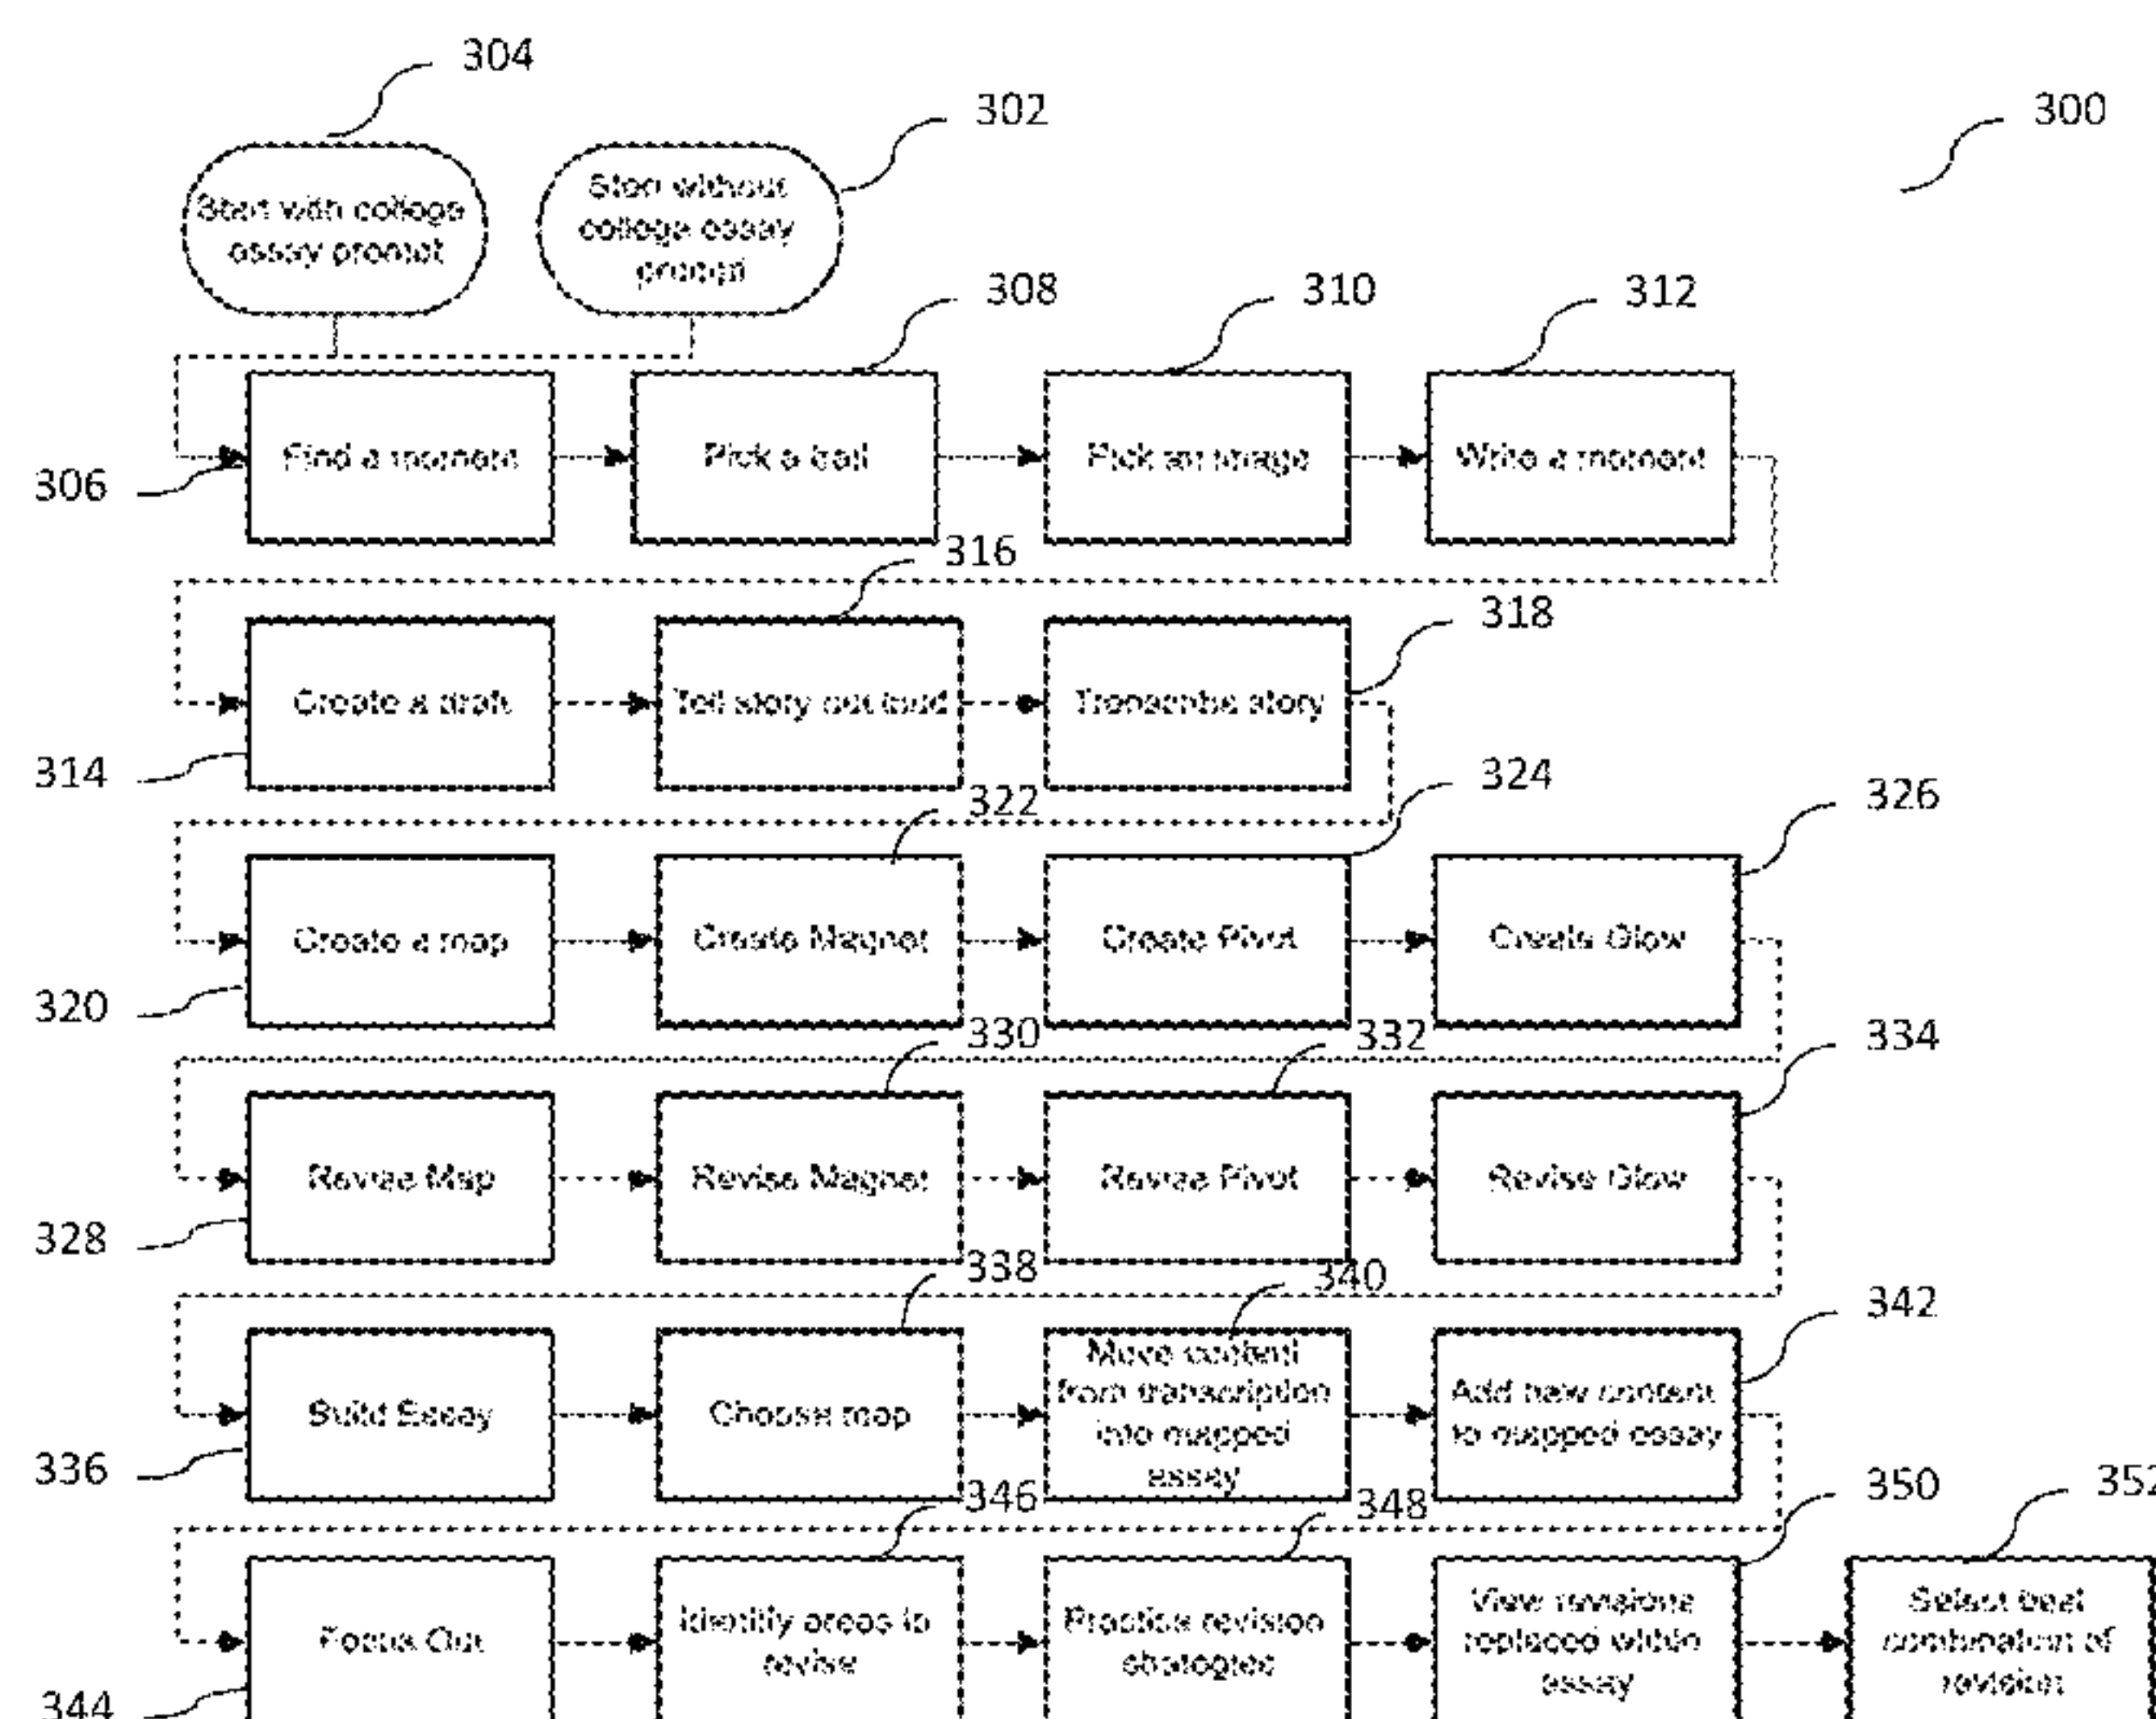 304
302
300
Start with college
essay prompt
Start without
college essay
prompt
308
310
312
Find a moment
Pick a trait
Pick an image
Write a moment
306
316
318
Create a draft
Tell story out loud
Transcribe story
314
322
324
326
Create a map
Create Magnet
Create Pivot
Create Glow
320
330
332
334
Revise Map
Revise Magnet
Revise Pivot
Revise Glow
328
338
340
342
Build Essay
Choose map
Move content
from transcription
into mapped
essay
Add new content
to mapped essay
336
346
348
350
352
Focus Out
Identify areas to
revise
Practice revision
strategies
View revisions
replaced within
essay
Select best
combination of
revision
344